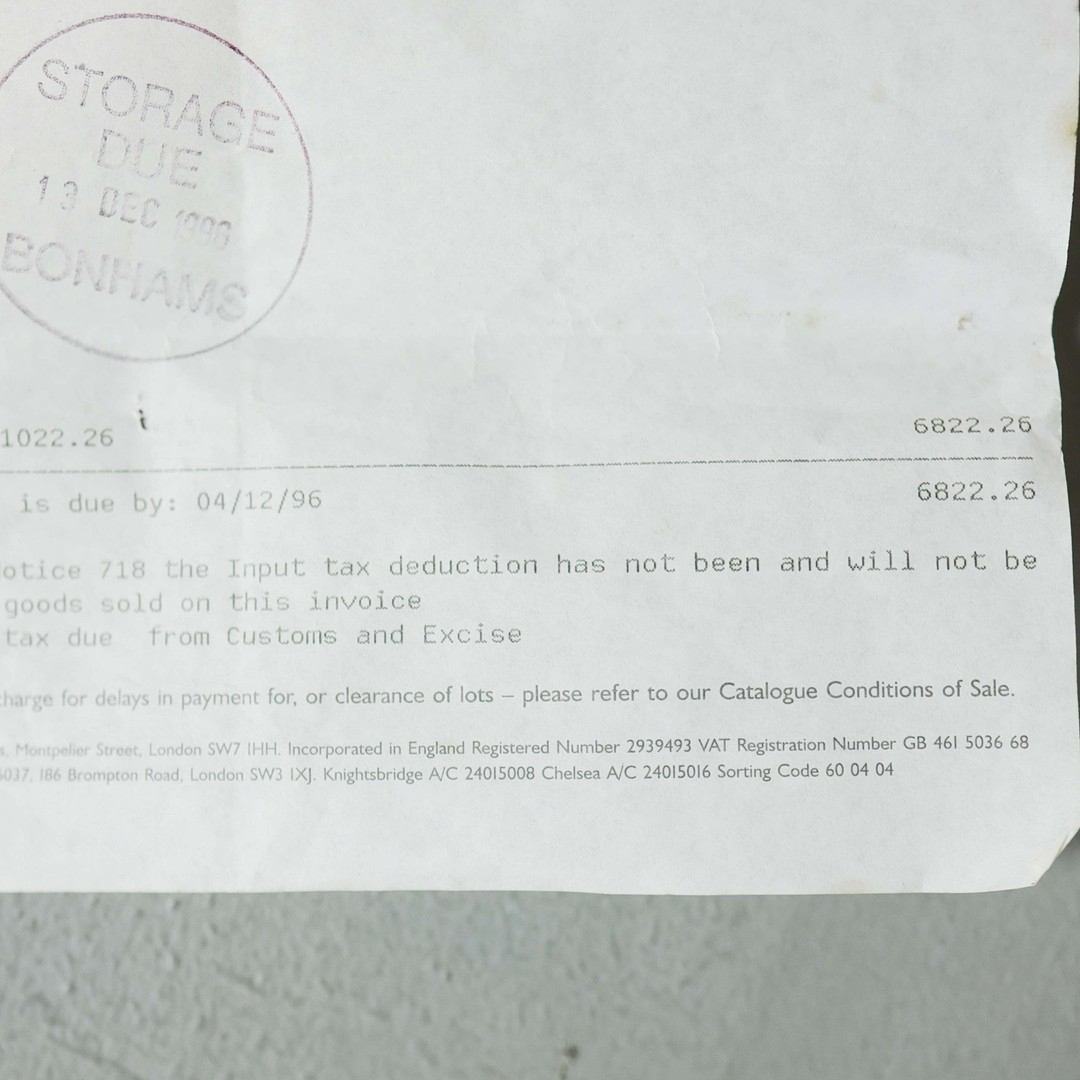 STORAGE
DUE
13 DEC 1996
BONHAMS
1022.26 6822.26
is due by: 04/12/96 6822.26
otice 718 the Input tax deduction has not been and will not be
goods sold on this invoice
tax due from Customs and Excise
charge for delays in payment for, or clearance of lots – please refer to our Catalogue Conditions of Sale.
s, Montpelier Street, London SW7 1HH. Incorporated in England Registered Number 2939493 VAT Registration Number GB 461 5036 68
5037, 186 Brompton Road, London SW3 1XJ. Knightsbridge A/C 24015008 Chelsea A/C 24015016 Sorting Code 60 04 04